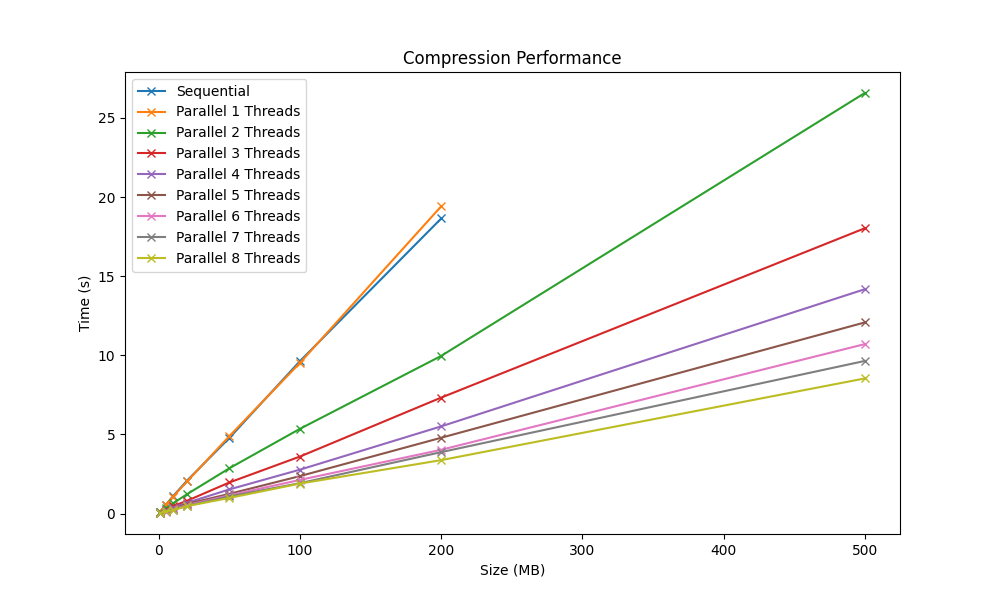 Compression Performance
Sequential
Parallel 1 Threads
Parallel 2 Threads
Parallel 3 Threads
Parallel 4 Threads
Parallel 5 Threads
Parallel 6 Threads
Parallel 7 Threads
Parallel 8 Threads
25
20
15
10
5
0
Time (s)
0 100 200 300 400 500
Size (MB)